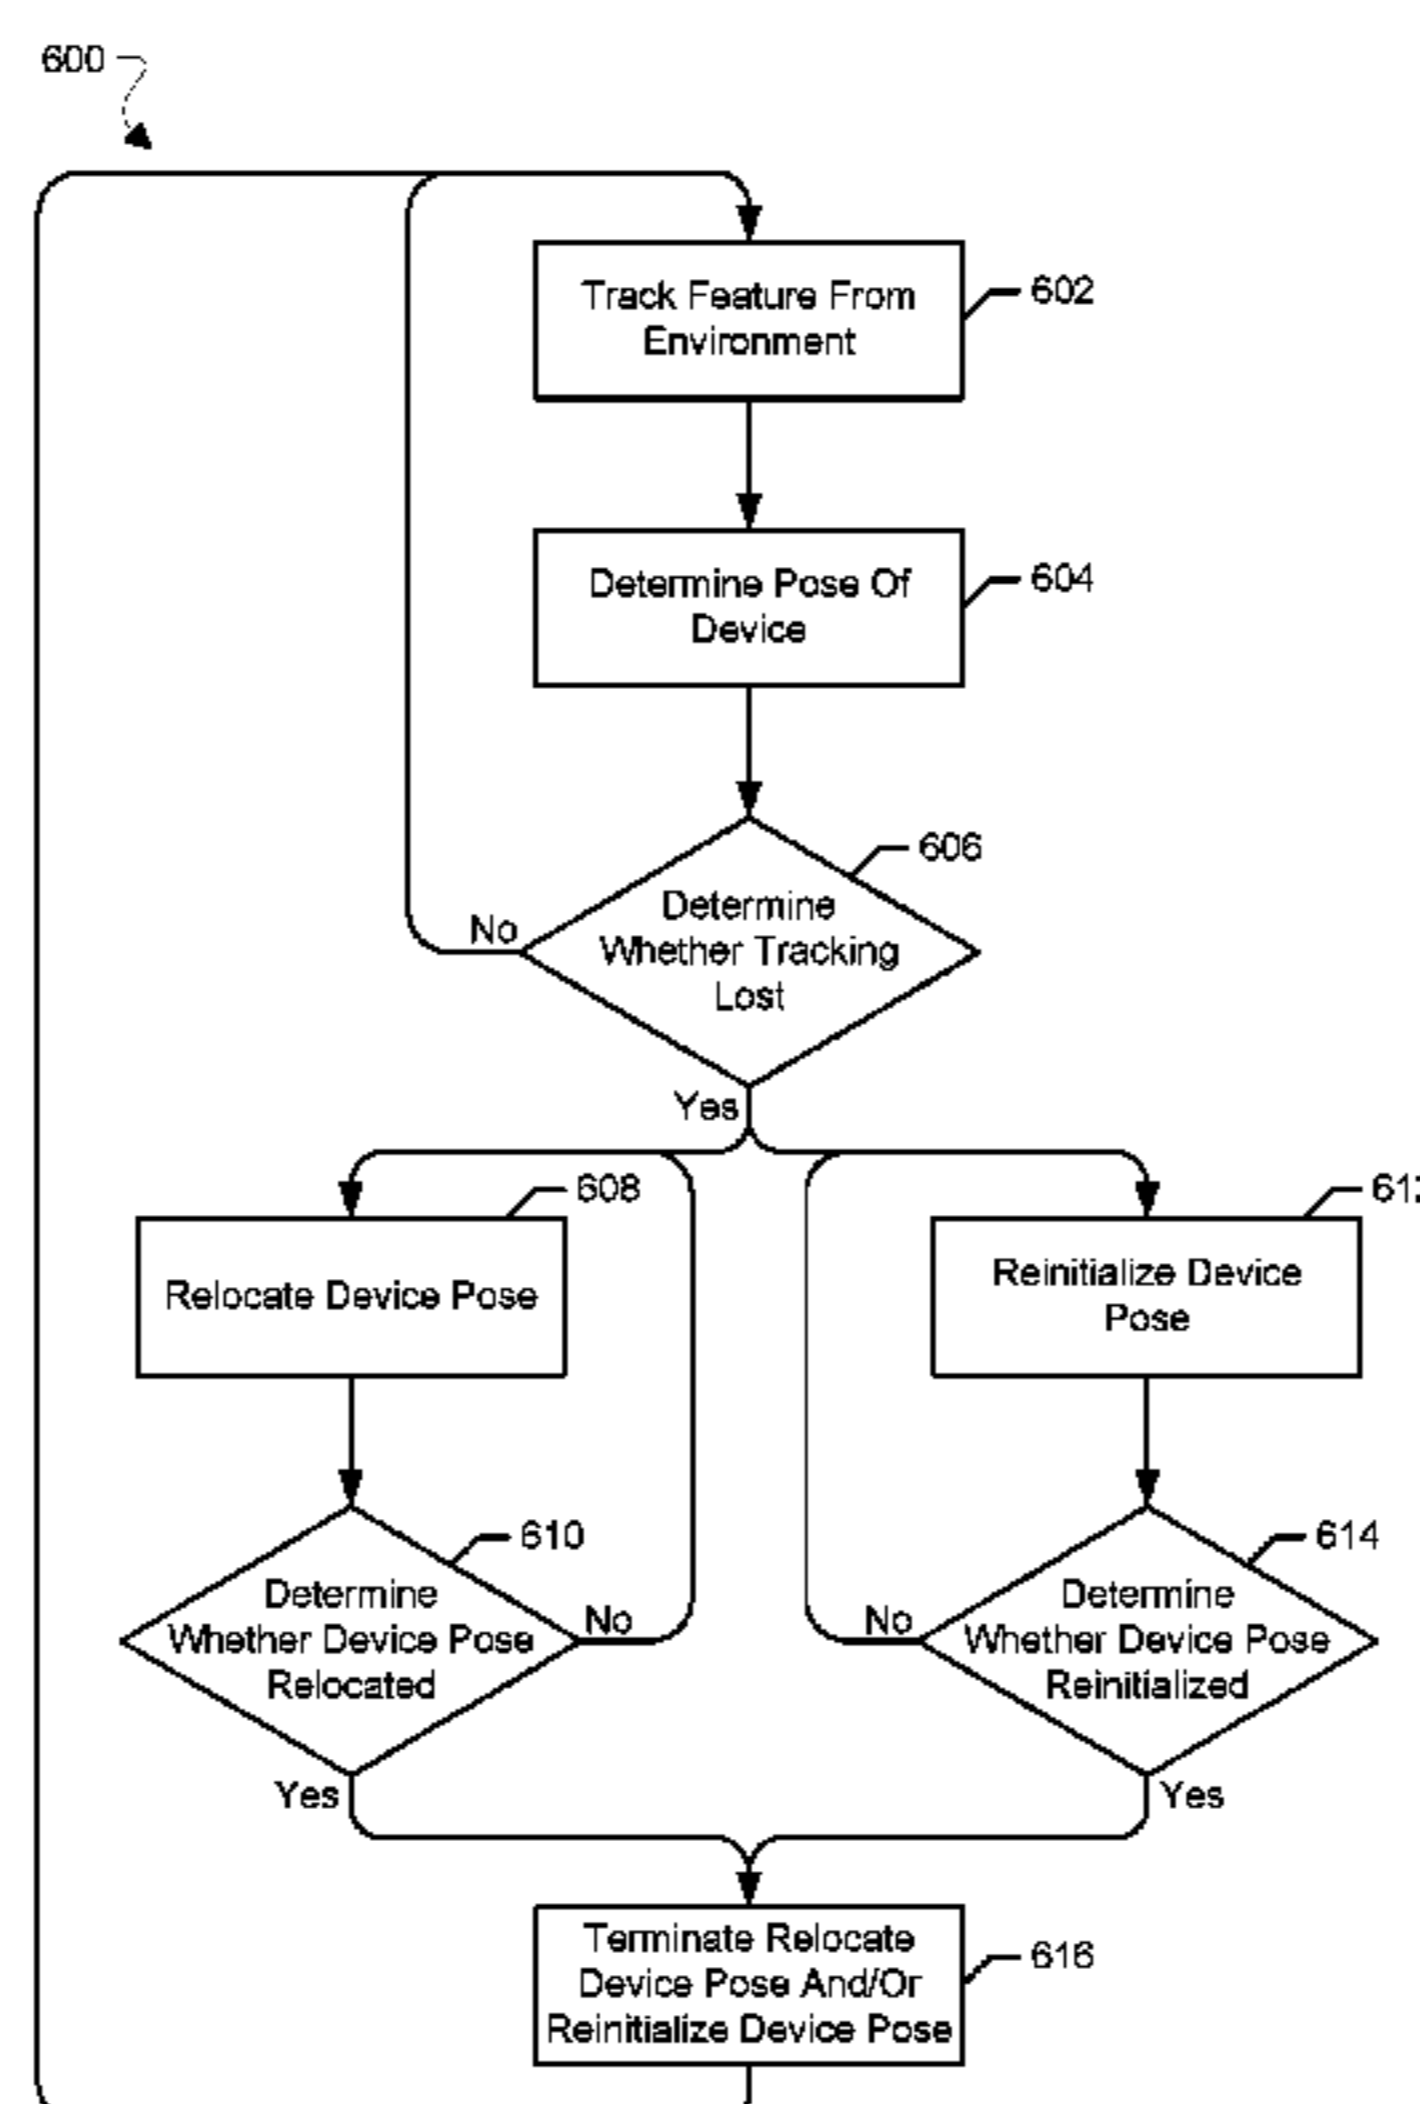 600
Track Feature From
Environment
602
Determine Pose Of
Device
604
606
Determine
Whether Tracking
Lost
No
Yes
608
Relocate Device Pose
Reinitialize Device
Pose
610
Determine
Whether Device Pose
Relocated
No
Yes
614
Determine
Whether Device Pose
Reinitialized
No
Yes
Terminate Relocate
Device Pose And/Or
Reinitialize Device Pose
616